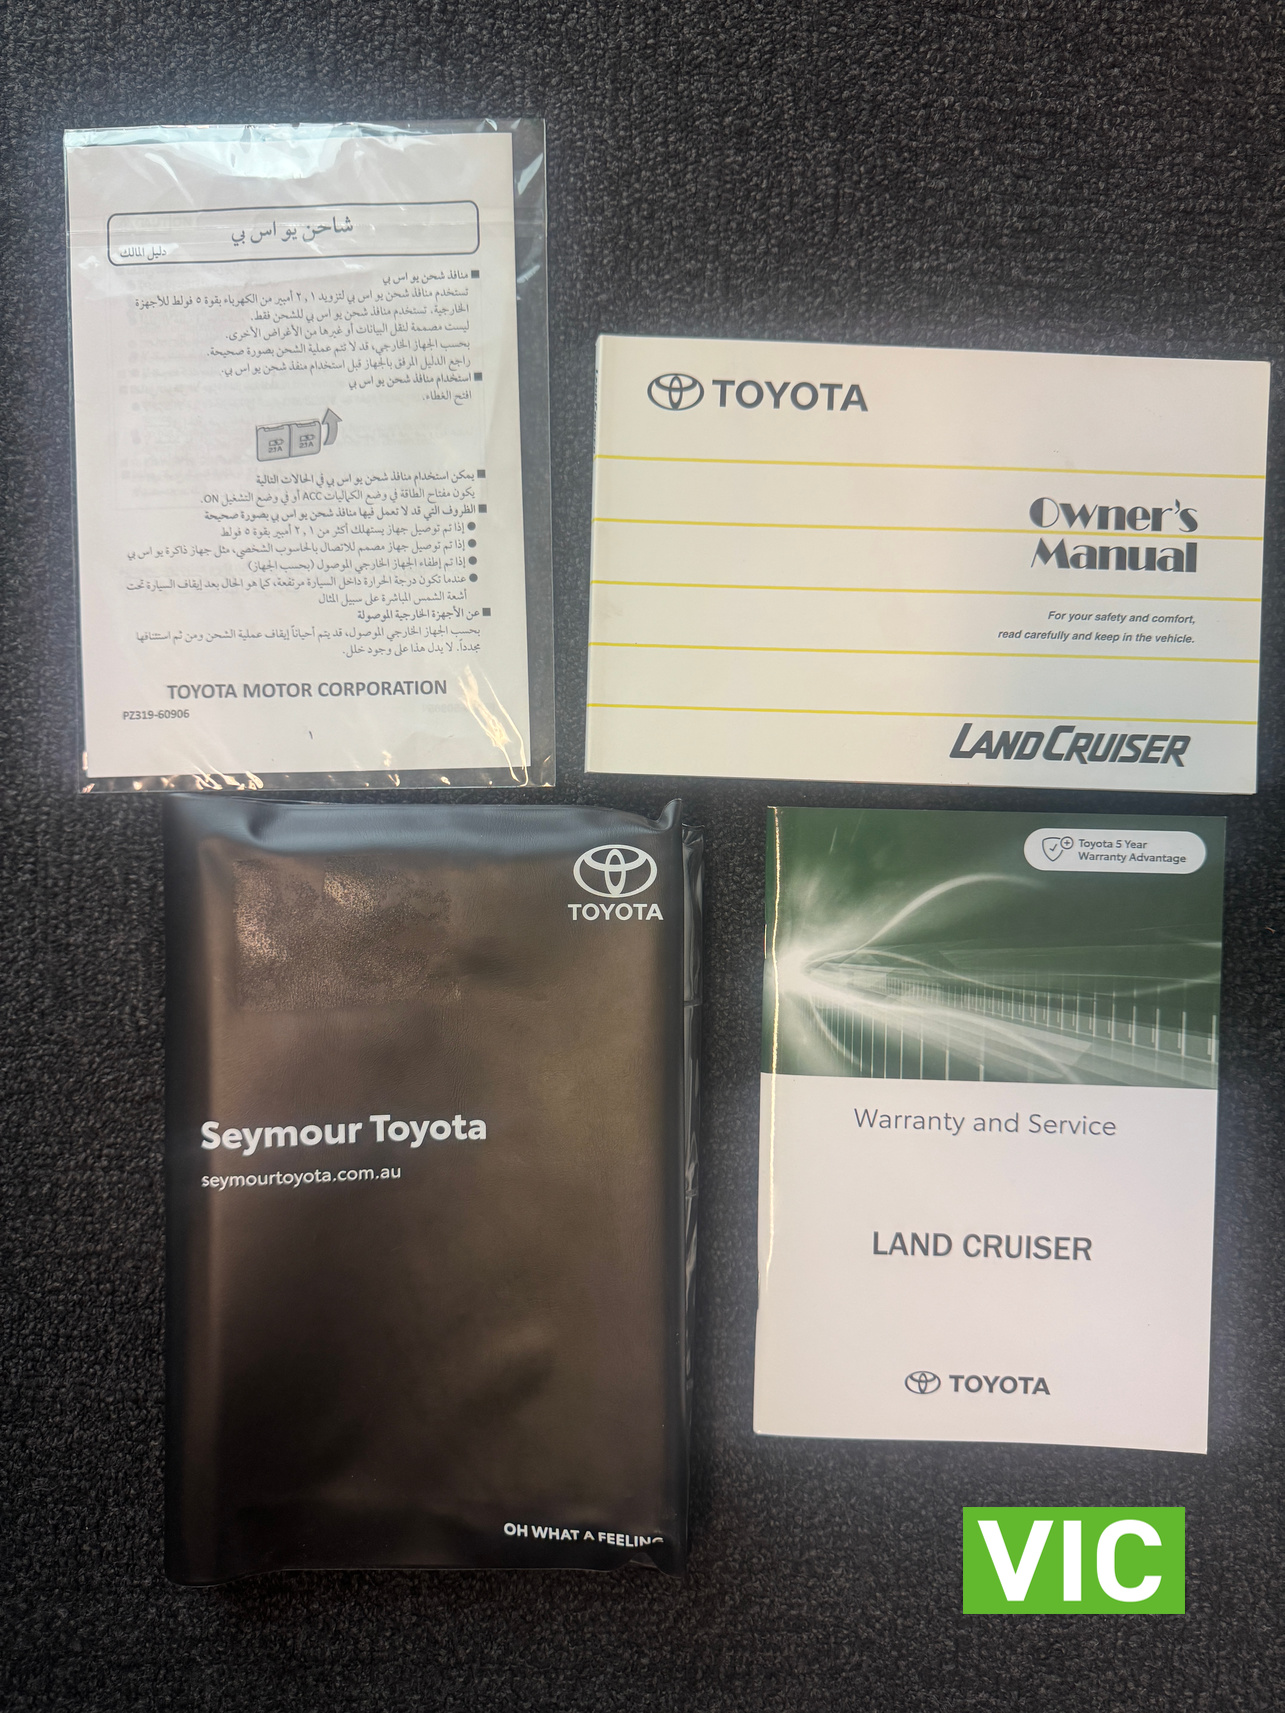 شاحن يو اس بي
دليل المالك
■ منافذ شحن يو اس بي
تستخدم منافذ شحن يو اس بي لتزويد ٢,١ أمبير من الكهرباء بقوة ٥ فولط للأجهزة
الخارجية. تستخدم منافذ شحن يو اس بي للشحن فقط.
ليست مصممة لنقل البيانات أو غيرها من الأغراض الأخرى.
بحسب الجهاز الخارجي، قد لا تتم عملية الشحن بصورة صحيحة.
راجع الدليل المرفق بالجهاز قبل استخدام منفذ شحن يو اس بي.
■ استخدام منافذ شحن يو اس بي
افتح الغطاء.
■ يمكن استخدام منافذ شحن يو اس بي في الحالات التالية
يكون مفتاح الطاقة في وضع الكماليات ACC أو في وضع التشغيل ON.
■ الظروف التي قد لا تعمل فيها منافذ شحن يو اس بي بصورة صحيحة
● إذا تم توصيل جهاز يستهلك أكثر من ٢,١ أمبير بقوة ٥ فولط
● إذا تم توصيل جهاز مصمم للاتصال بالحاسوب الشخصي، مثل جهاز ذاكرة يو اس بي
● إذا تم إطفاء الجهاز الخارجي الموصول (بحسب الجهاز)
● عندما تكون درجة الحرارة داخل السيارة مرتفعة، كما هو الحال بعد إيقاف السيارة تحت
أشعة الشمس المباشرة على سبيل المثال
■ عن الأجهزة الخارجية الموصولة
بحسب الجهاز الخارجي الموصول، قد يتم أحياناً إيقاف عملية الشحن ومن ثم استئنافها
مجدداً. لا يدل هذا على وجود خلل.
TOYOTA MOTOR CORPORATION
PZ319-60906
١
TOYOTA
Owner's
Manual
For your safety and comfort,
read carefully and keep in the vehicle.
LAND CRUISER
TOYOTA
Seymour Toyota
seymourtoyota.com.au
OH WHAT A FEELING
Toyota 5 Year
Warranty Advantage
Warranty and Service
LAND CRUISER
TOYOTA
VIC